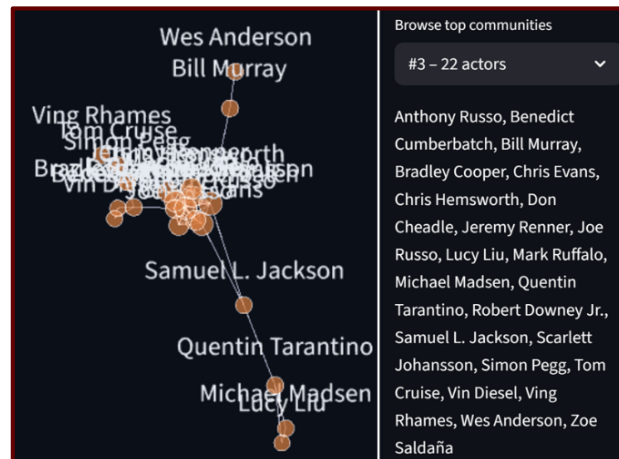 Wes Anderson
Bill Murray
Ving Rhames
Tom Cruise
Simon Pegg
Samuel L. Jackson
Quentin Tarantino
Michael Madsen
Lucy Liu
Browse top communities
#3 – 22 actors
Anthony Russo, Benedict
Cumberbatch, Bill Murray,
Bradley Cooper, Chris Evans,
Chris Hemsworth, Don
Cheadle, Jeremy Renner, Joe
Russo, Lucy Liu, Mark Ruffalo,
Michael Madsen, Quentin
Tarantino, Robert Downey Jr.,
Samuel L. Jackson, Scarlett
Johansson, Simon Pegg, Tom
Cruise, Vin Diesel, Ving
Rhames, Wes Anderson, Zoe
Saldaña